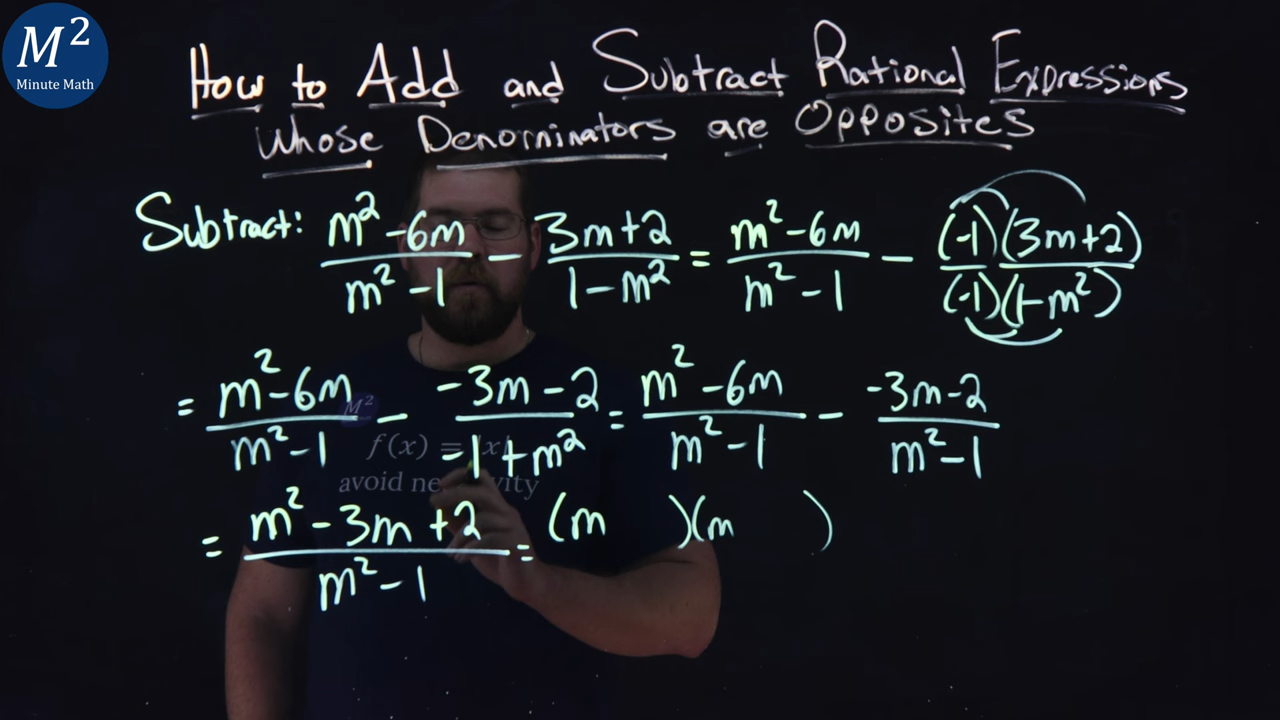 M²
Minute Math
How to Add and Subtract Rational Expressions
whose Denominators are Opposites
Subtract: (m² - 6m)/(m² - 1) - (3m + 2)/(1 - m²) = (m² - 6m)/(m² - 1) - ((-1)(3m + 2))/((-1)(1 - m²))
= (m² - 6m)/(m² - 1) - (-3m - 2)/(-1 + m²) = (m² - 6m)/(m² - 1) - (-3m - 2)/(m² - 1)
M²
f(x) = |x|
= (m² - 3m + 2)/(m² - 1) = (m )(m )